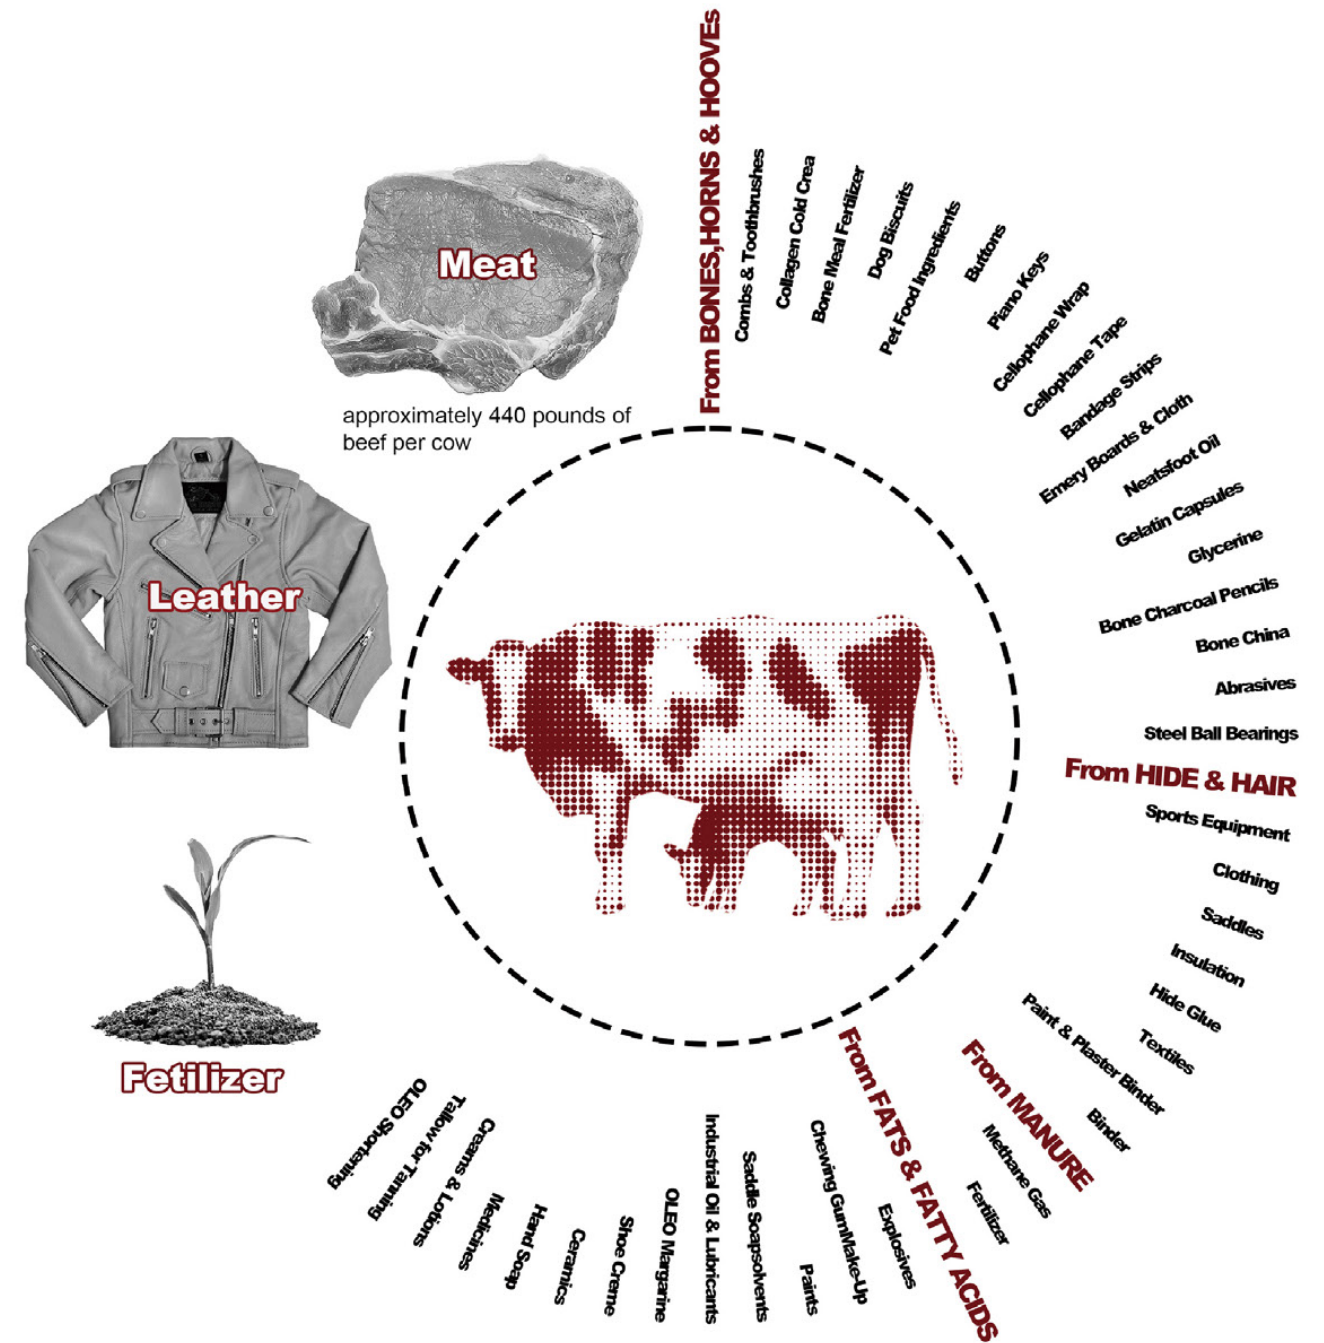 Meat
approximately 440 pounds of
beef per cow
Leather
Fetilizer
From BONES,HORNS & HOOVEs
Combs & Toothbrushes
Collagen Cold Crea
Bone Meal Fertilizer
Dog Biscuits
Pet Food Ingredients
Buttons
Piano Keys
Cellophane Wrap
Cellophane Tape
Bandage Strips
Emery Boards & Cloth
Neatsfoot Oil
Gelatin Capsules
Glycerine
Bone Charcoal Pencils
Bone China
Abrasives
Steel Ball Bearings
From HIDE & HAIR
Sports Equipment
Clothing
Saddles
Insulation
Hide Glue
Textiles
Paint & Plaster Binder
Binder
From MANURE
Methane Gas
Fertilizer
From FATS & FATTY ACIDS
Explosives
Chewing GumMake-Up
Paints
Saddle Soapsolvents
Industrial Oil & Lubricants
OLEO Margarine
Shoe Creme
Ceramics
Hand Soap
Medicines
Creams & Lotions
Tallow for Tanning
OLEO Shortening